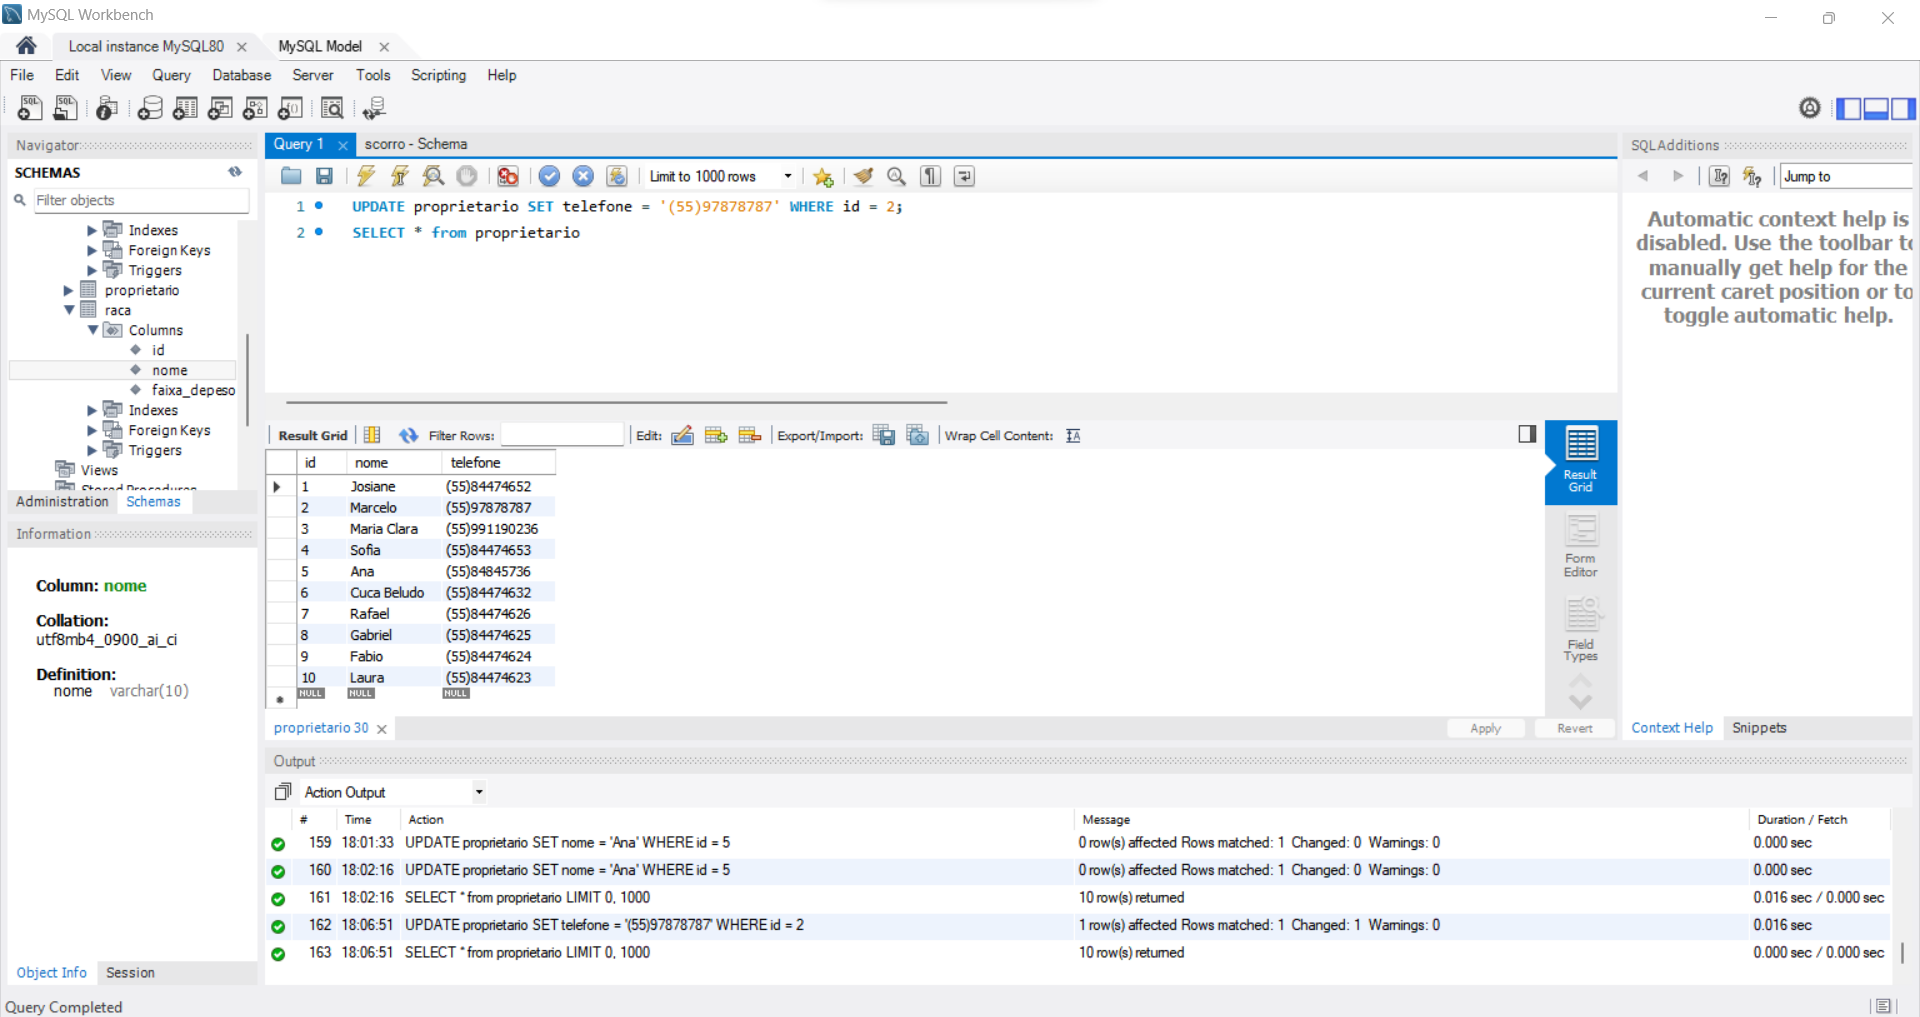 MySQL Workbench
Local instance MySQL80
MySQL Model
File Edit View Query Database Server Tools Scripting Help
Navigator
SCHEMAS
Filter objects
Indexes
Foreign Keys
Triggers
proprietario
raca
Columns
id
nome
faixa_depeso
Indexes
Foreign Keys
Triggers
Views
Stored Procedures
Administration Schemas
Information
Column: nome
Collation:
utf8mb4_0900_ai_ci
Definition:
nome varchar(10)
Object Info Session
Query Completed
Query 1
scorro - Schema
Limit to 1000 rows
1 UPDATE proprietario SET telefone = '(55)97878787' WHERE id = 2;
2 SELECT * from proprietario
Result Grid Filter Rows: Edit: Export/Import: Wrap Cell Content:
id nome telefone
1 Josiane (55)84474652
2 Marcelo (55)97878787
3 Maria Clara (55)991190236
4 Sofia (55)84474653
5 Ana (55)84845736
6 Cuca Beludo (55)84474632
7 Rafael (55)84474626
8 Gabriel (55)84474625
9 Fabio (55)84474624
10 Laura (55)84474623
NULL NULL NULL
Result
Grid
Form
Editor
Field
Types
proprietario 30
Apply Revert
SQLAdditions
Jump to
Automatic context help is
disabled. Use the toolbar to
manually get help for the
current caret position or to
toggle automatic help.
Context Help Snippets
Output
Action Output
# Time Action Message Duration / Fetch
159 18:01:33 UPDATE proprietario SET nome = 'Ana' WHERE id = 5 0 row(s) affected Rows matched: 1 Changed: 0 Warnings: 0 0.000 sec
160 18:02:16 UPDATE proprietario SET nome = 'Ana' WHERE id = 5 0 row(s) affected Rows matched: 1 Changed: 0 Warnings: 0 0.000 sec
161 18:02:16 SELECT * from proprietario LIMIT 0, 1000 10 row(s) returned 0.016 sec / 0.000 sec
162 18:06:51 UPDATE proprietario SET telefone = '(55)97878787' WHERE id = 2 1 row(s) affected Rows matched: 1 Changed: 1 Warnings: 0 0.016 sec
163 18:06:51 SELECT * from proprietario LIMIT 0, 1000 10 row(s) returned 0.000 sec / 0.000 sec